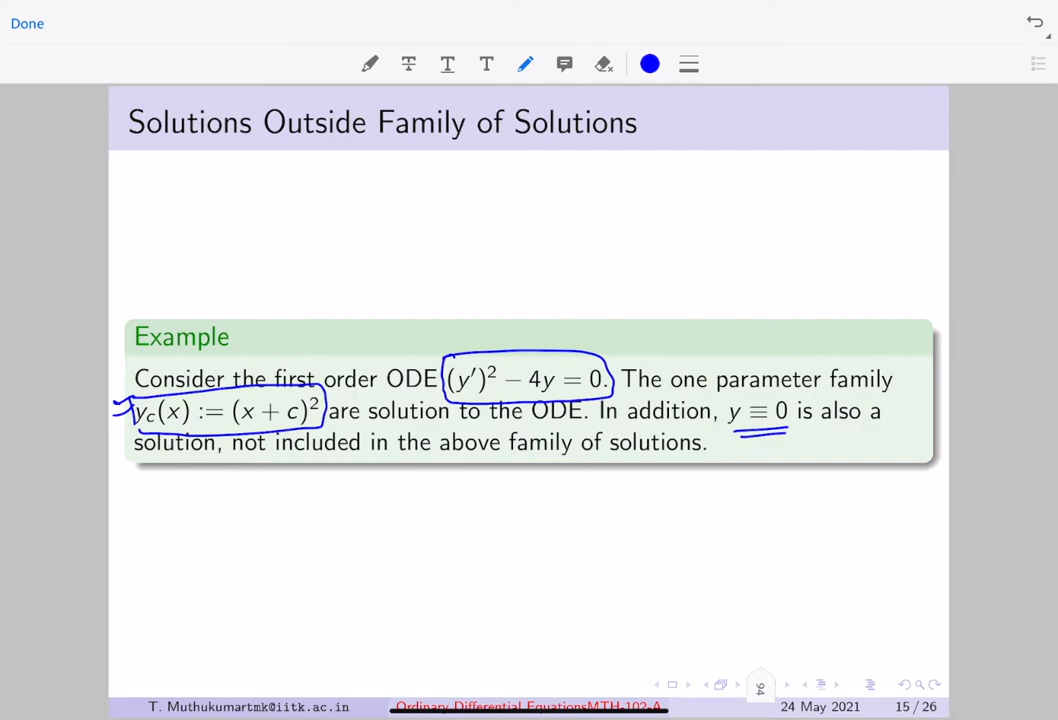 Done
Solutions Outside Family of Solutions
Example
Consider the first order ODE (y′)² − 4y = 0. The one parameter family
y_c(x) := (x + c)² are solution to the ODE. In addition, y ≡ 0 is also a
solution, not included in the above family of solutions.
94
T. Muthukumartmk@iitk.ac.in Ordinary Differential EquationsMTH-102-A 24 May 2021 15 / 26